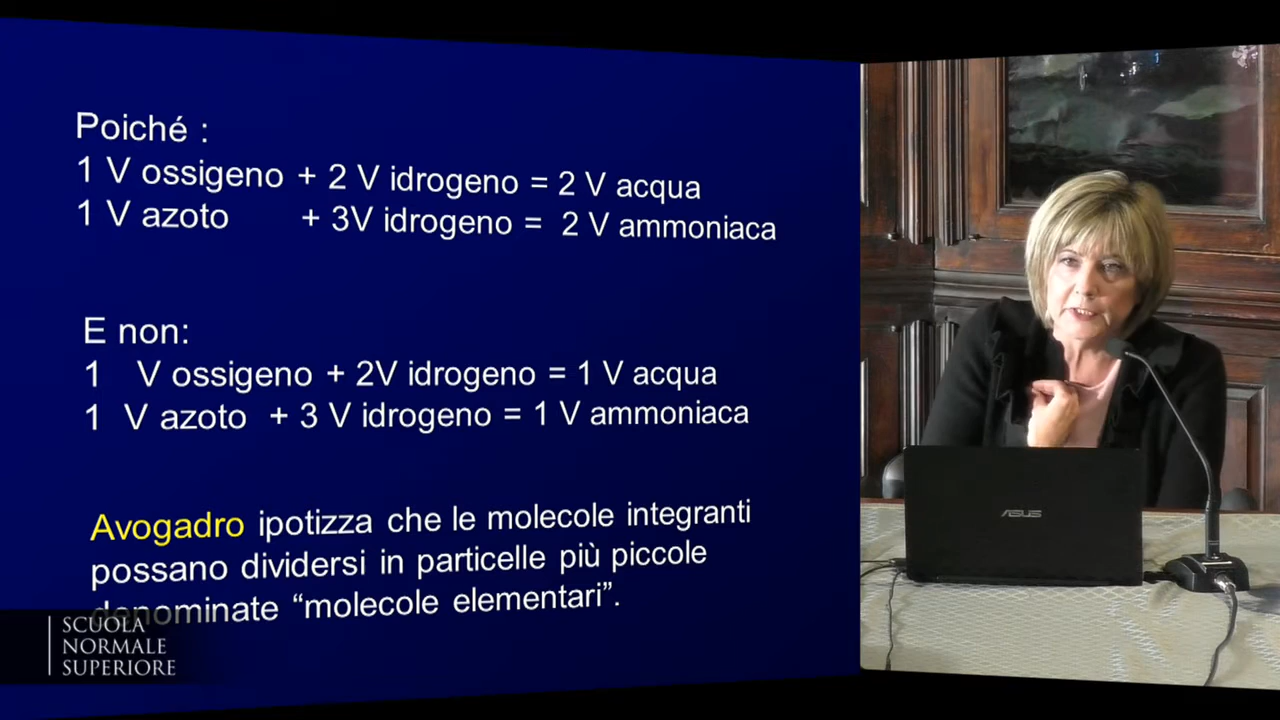 Poiché :
1 V ossigeno + 2 V idrogeno = 2 V acqua
1 V azoto + 3V idrogeno = 2 V ammoniaca
E non:
1 V ossigeno + 2V idrogeno = 1 V acqua
1 V azoto + 3 V idrogeno = 1 V ammoniaca
Avogadro ipotizza che le molecole integranti
possano dividersi in particelle più piccole
denominate “molecole elementari”.
SCUOLA
NORMALE
SUPERIORE
ASUS